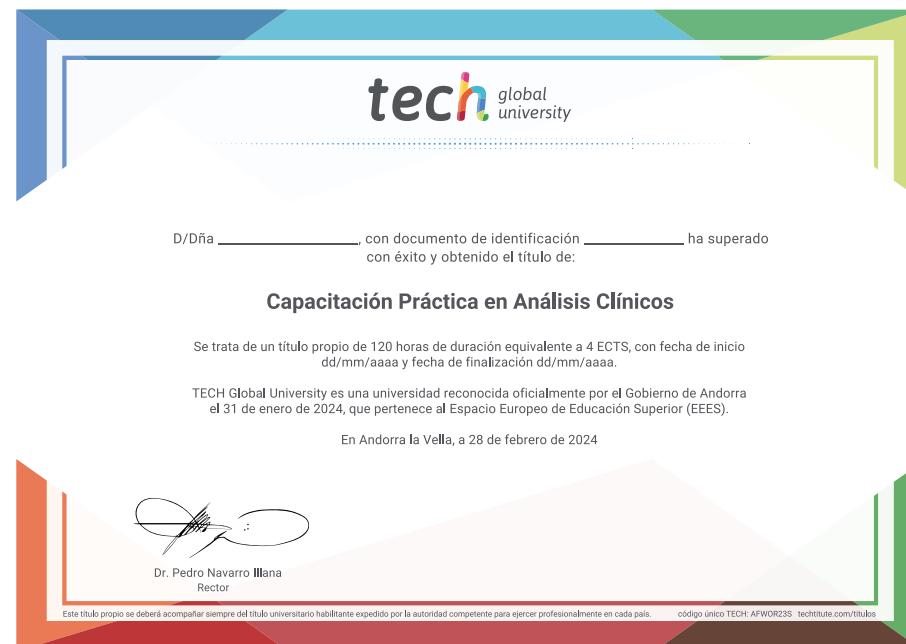 tech global
university
D/Dña ____________________, con documento de identificación ______________ ha superado
con éxito y obtenido el título de:
Capacitación Práctica en Análisis Clínicos
Se trata de un título propio de 120 horas de duración equivalente a 4 ECTS, con fecha de inicio
dd/mm/aaaa y fecha de finalización dd/mm/aaaa.
TECH Global University es una universidad reconocida oficialmente por el Gobierno de Andorra
el 31 de enero de 2024, que pertenece al Espacio Europeo de Educación Superior (EEES).
En Andorra la Vella, a 28 de febrero de 2024
Dr. Pedro Navarro Illana
Rector
Este título propio se deberá acompañar siempre del título universitario habilitante expedido por la autoridad competente para ejercer profesionalmente en cada país. código único TECH: AFWOR23S techtitute.com/titulos